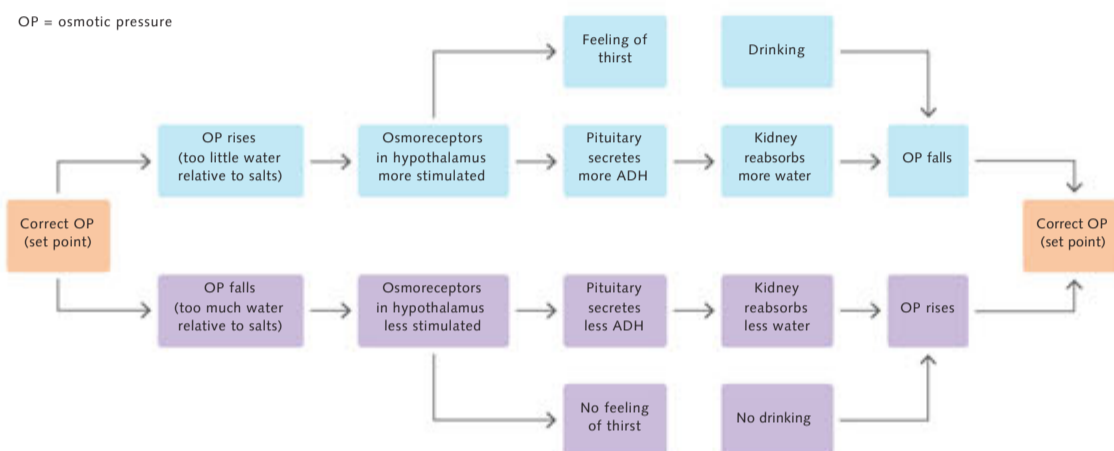 OP = osmotic pressure
Feeling of
thirst
Drinking
OP rises
(too little water
relative to salts)
Osmoreceptors
in hypothalamus
more stimulated
Pituitary
secretes
more ADH
Kidney
reabsorbs
more water
OP falls
Correct OP
(set point)
Correct OP
(set point)
OP falls
(too much water
relative to salts)
Osmoreceptors
in hypothalamus
less stimulated
Pituitary
secretes
less ADH
Kidney
reabsorbs
less water
OP rises
No feeling
of thirst
No drinking